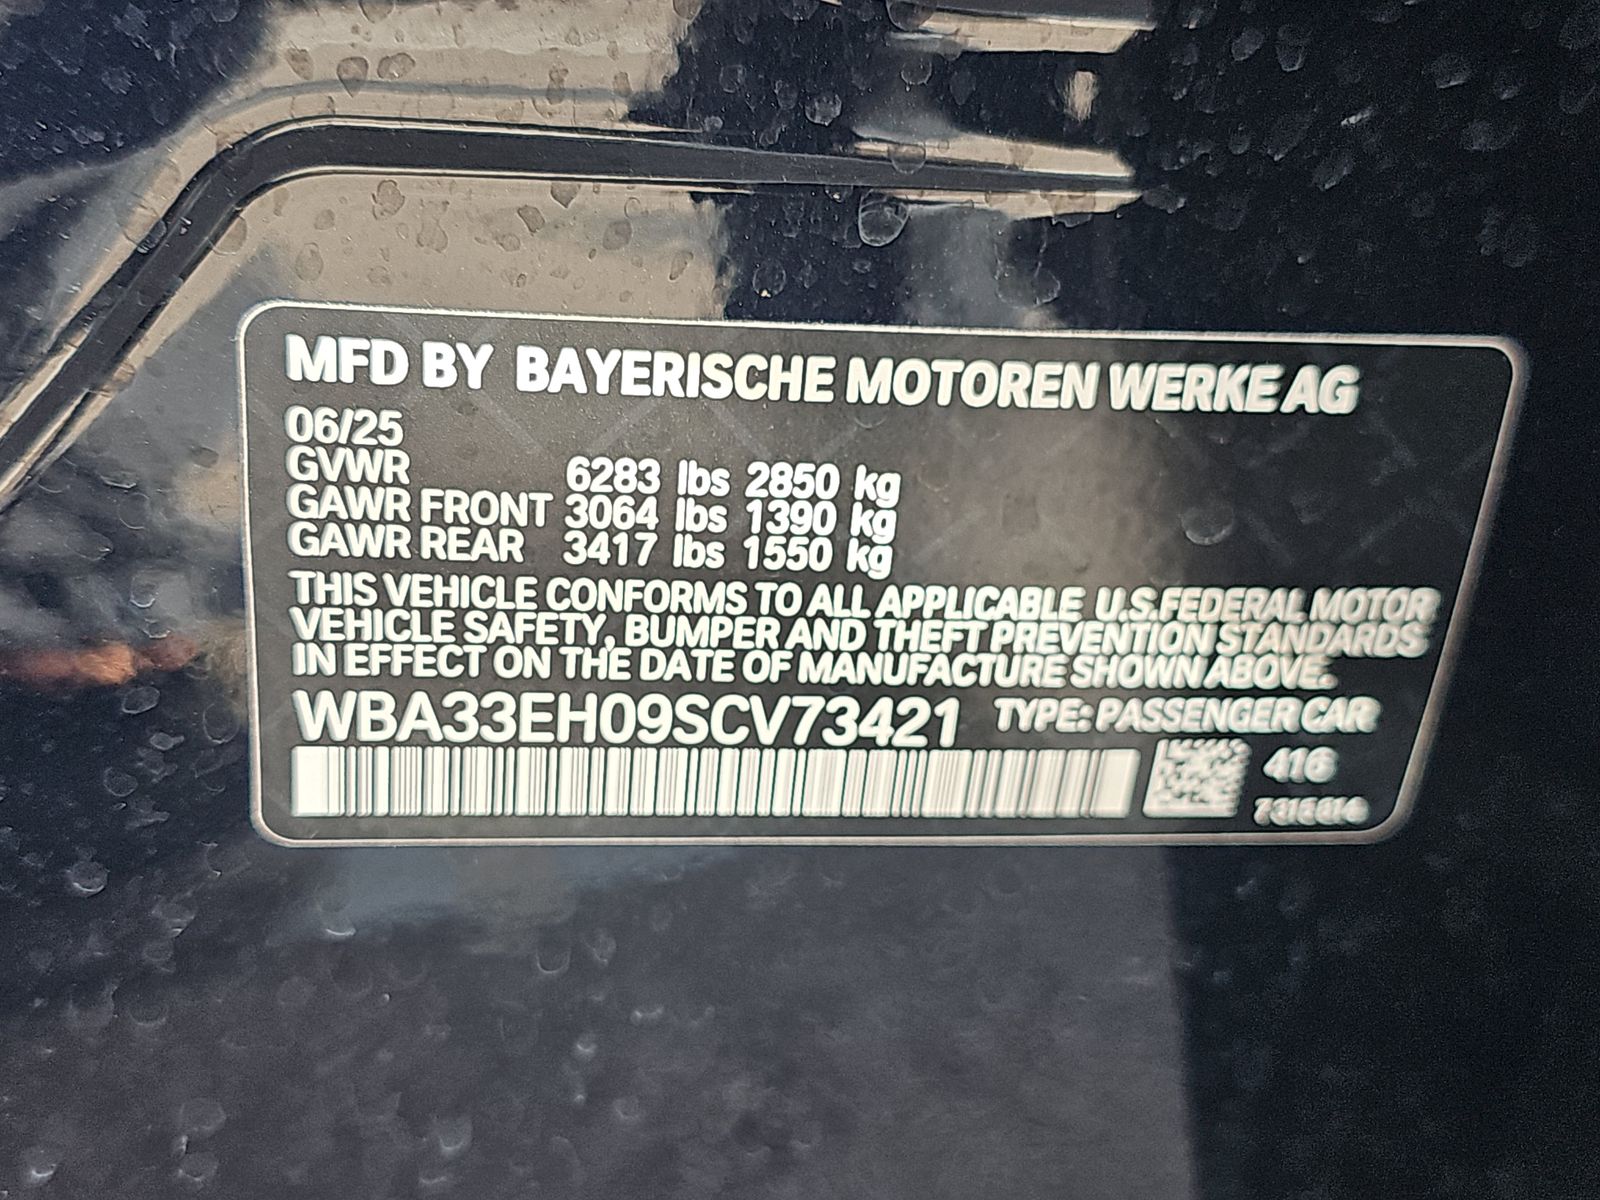 MFD BY BAYERISCHE MOTOREN WERKE AG
06/25
GVWR 6283 lbs 2850 kg
GAWR FRONT 3064 lbs 1390 kg
GAWR REAR 3417 lbs 1550 kg
THIS VEHICLE CONFORMS TO ALL APPLICABLE U.S.FEDERAL MOTOR
VEHICLE SAFETY, BUMPER AND THEFT PREVENTION STANDARDS
IN EFFECT ON THE DATE OF MANUFACTURE SHOWN ABOVE.
WBA33EH09SCV73421 TYPE: PASSENGER CAR
416